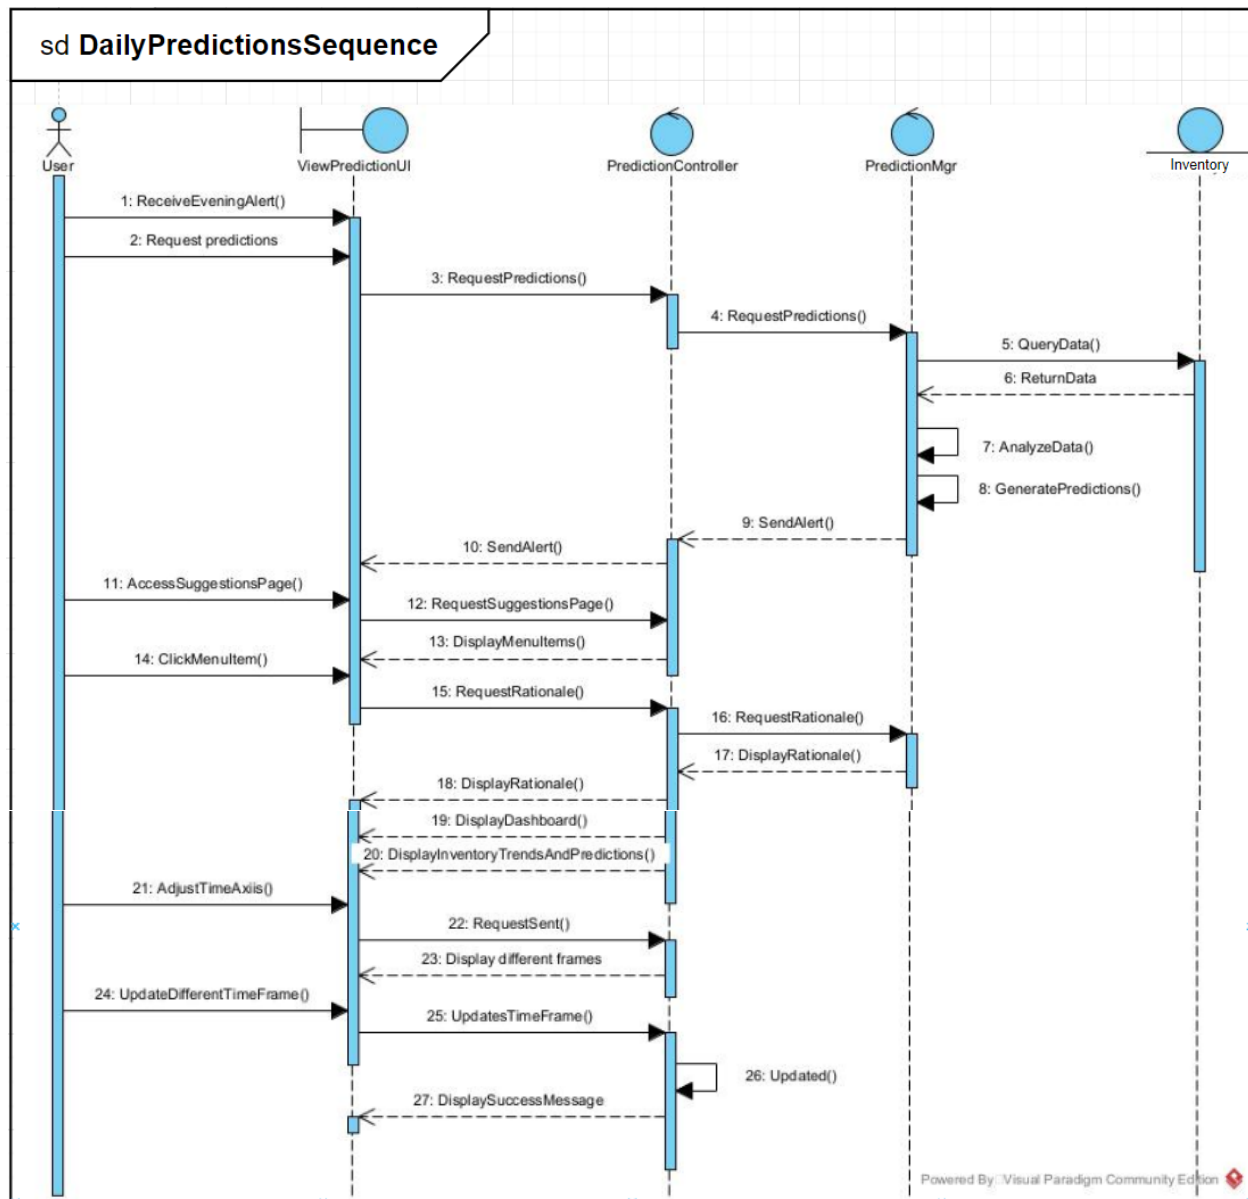 sd DailyPredictionsSequence
User
ViewPredictionUI
PredictionController
PredictionMgr
Inventory
1: ReceiveEveningAlert()
2: Request predictions
3: RequestPredictions()
4: RequestPredictions()
5: QueryData()
6: ReturnData
7: AnalyzeData()
8: GeneratePredictions()
9: SendAlert()
10: SendAlert()
11: AccessSuggestionsPage()
12: RequestSuggestionsPage()
13: DisplayMenuItems()
14: ClickMenuItem()
15: RequestRationale()
16: RequestRationale()
17: DisplayRationale()
18: DisplayRationale()
19: DisplayDashboard()
20: DisplayInventoryTrendsAndPredictions()
21: AdjustTimeAxiis()
22: RequestSent()
23: Display different frames
24: UpdateDifferentTimeFrame()
25: UpdatesTimeFrame()
26: Updated()
27: DisplaySuccessMessage
Powered By Visual Paradigm Community Edition